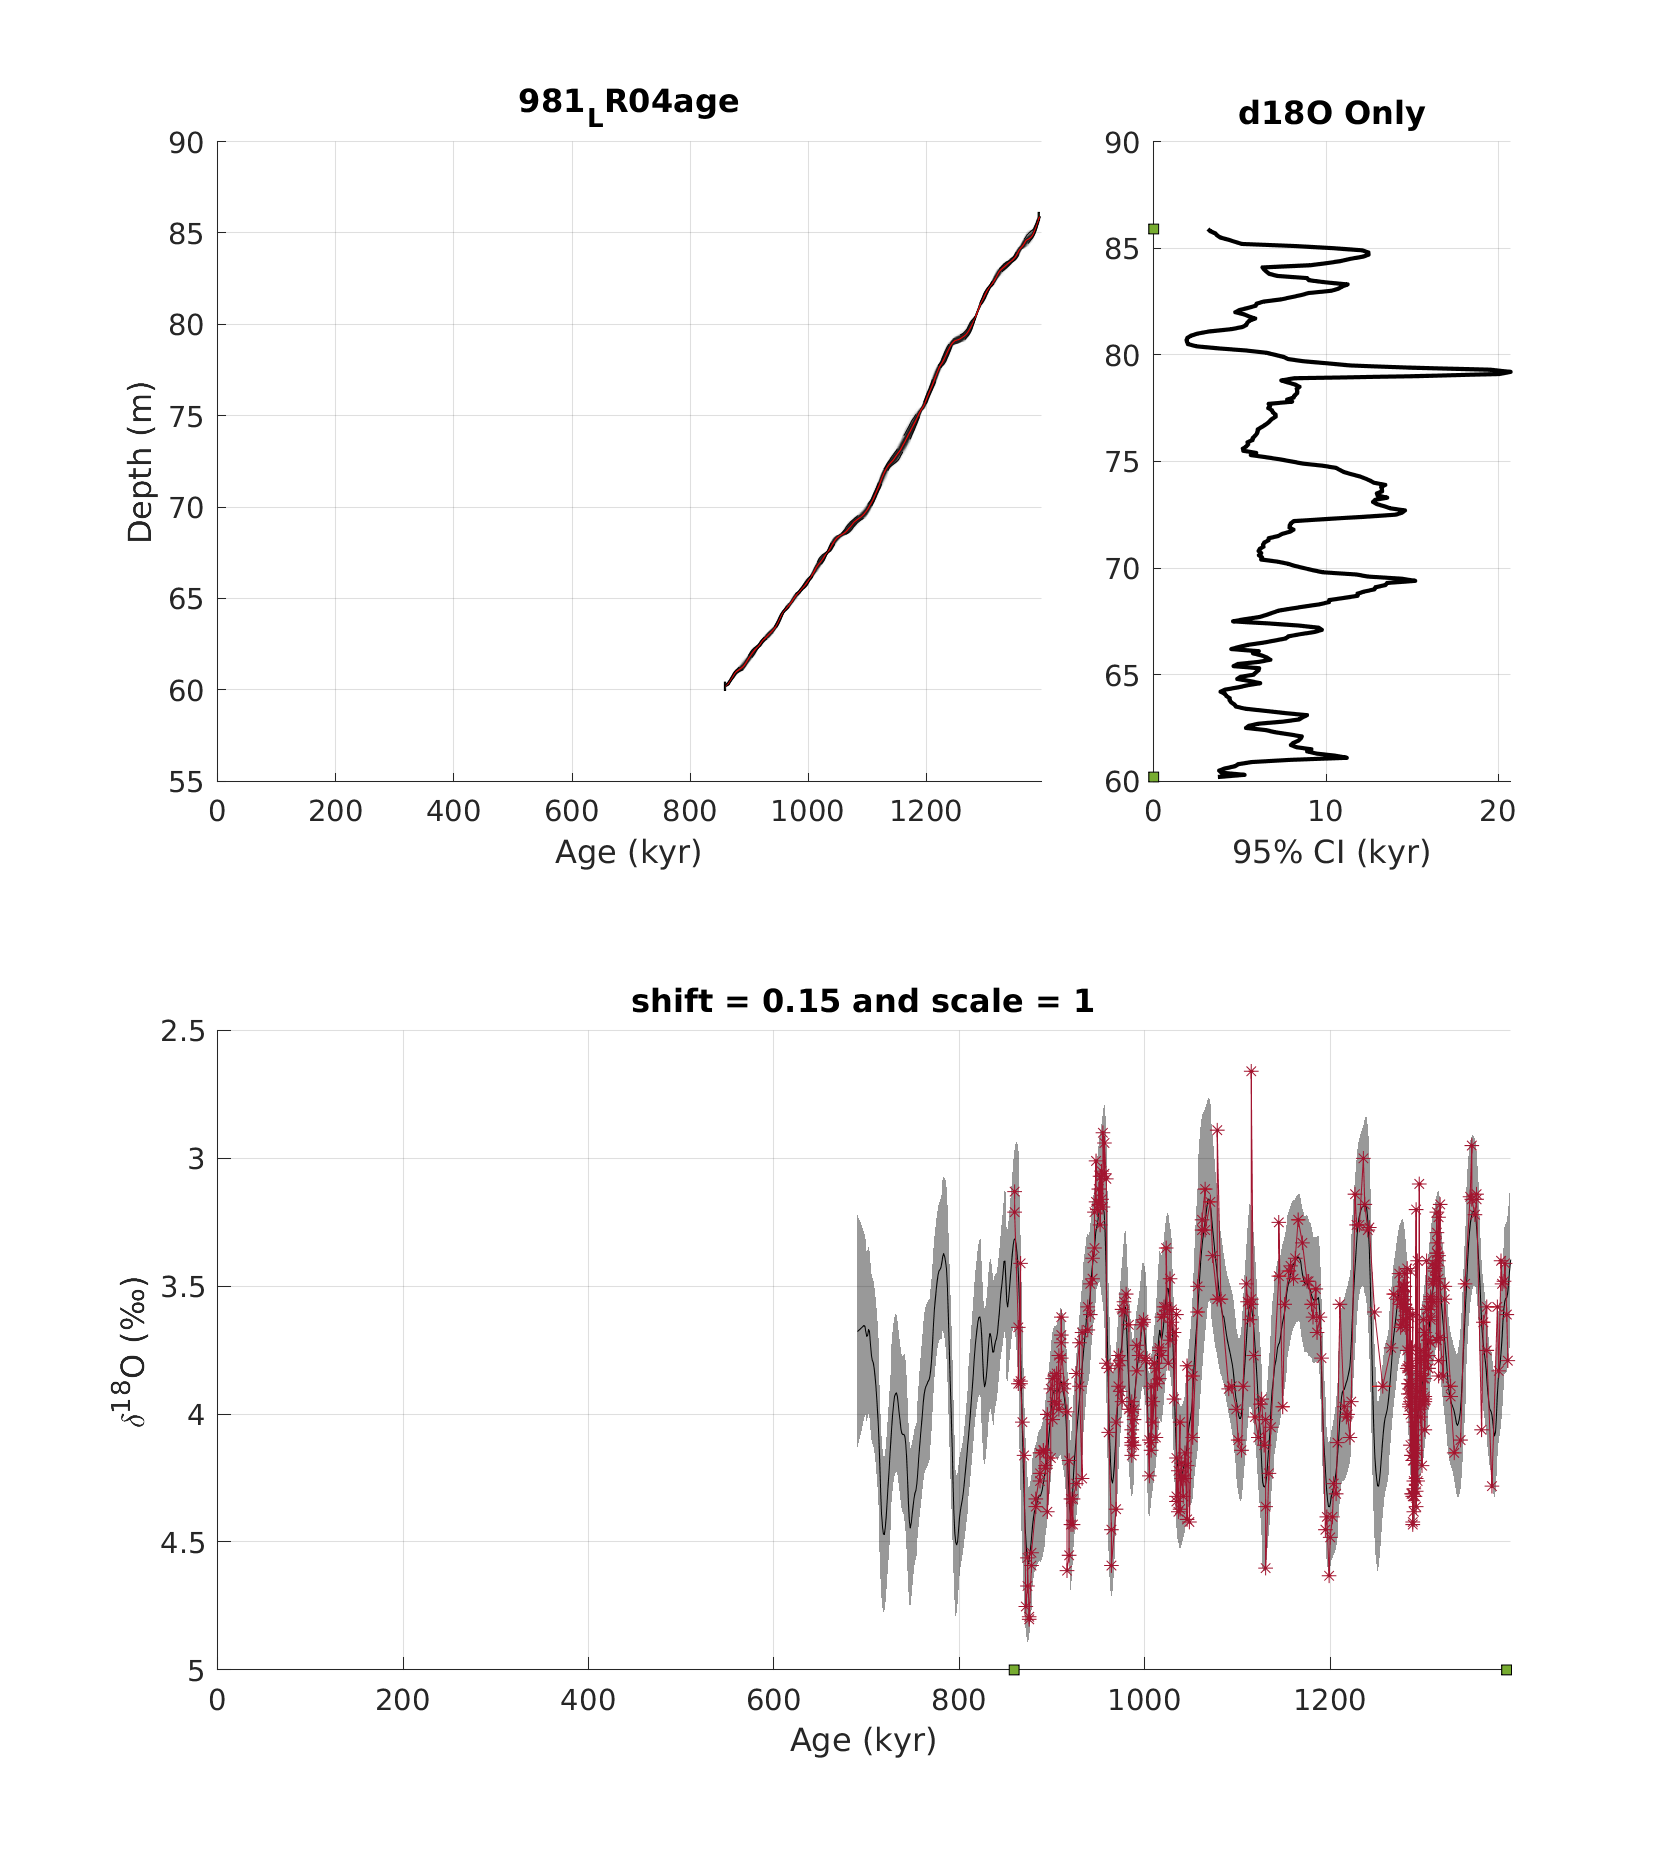 981LR04age
90
85
80
75
70
65
60
55
Depth (m)
0 200 400 600 800 1000 1200
Age (kyr)
d18O Only
90
85
80
75
70
65
60
0 10 20
95% CI (kyr)
shift = 0.15 and scale = 1
2.5
3
3.5
4
4.5
5
δ18O (‰)
0 200 400 600 800 1000 1200
Age (kyr)